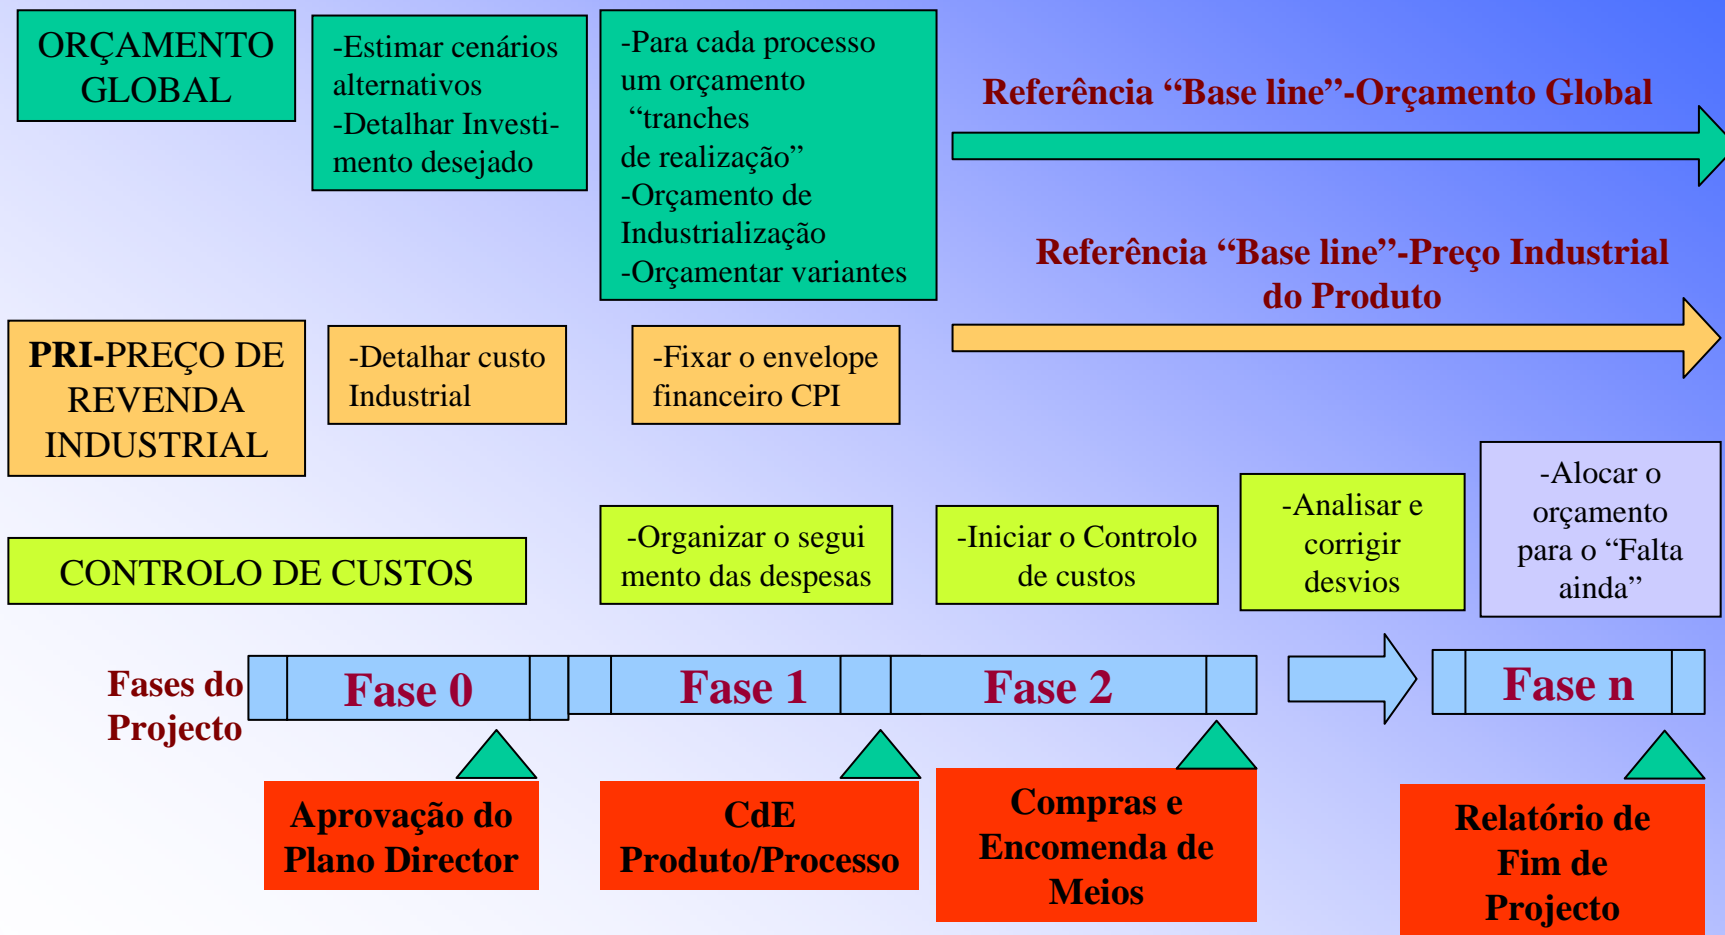 ORÇAMENTO
GLOBAL
-Estimar cenários
alternativos
-Detalhar Investi-
mento desejado
-Para cada processo
um orçamento
“tranches
de realização”
-Orçamento de
Industrialização
-Orçamentar variantes
Referência “Base line”-Orçamento Global
Referência “Base line”-Preço Industrial
do Produto
PRI-PREÇO DE
REVENDA
INDUSTRIAL
-Detalhar custo
Industrial
-Fixar o envelope
financeiro CPI
CONTROLO DE CUSTOS
-Organizar o segui
mento das despesas
-Iniciar o Controlo
de custos
-Analisar e
corrigir
desvios
-Alocar o
orçamento
para o “Falta
ainda”
Fases do
Projecto
Fase 0
Fase 1
Fase 2
Fase n
Aprovação do
Plano Director
CdE
Produto/Processo
Compras e
Encomenda de
Meios
Relatório de
Fim de
Projecto